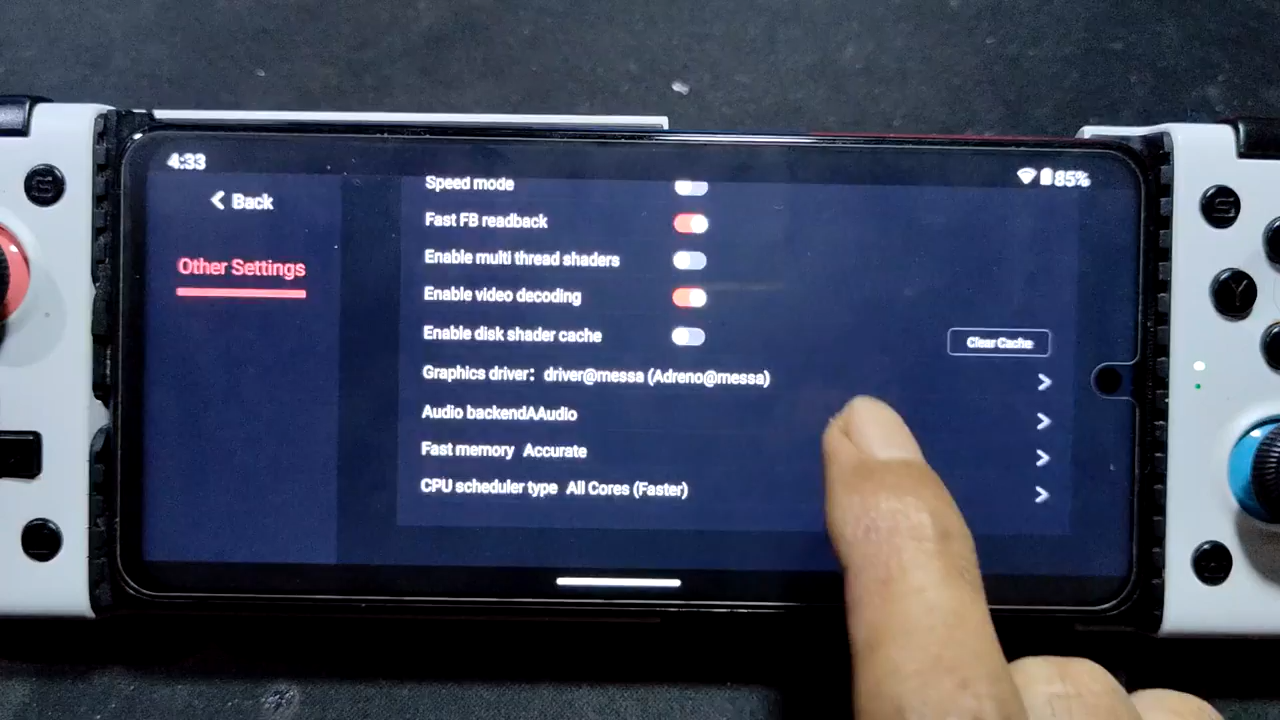 4:33
85%
Back
Other Settings
Speed mode
Fast FB readback
Enable multi thread shaders
Enable video decoding
Enable disk shader cache
Clear Cache
Graphics driver: driver@messa (Adreno@messa)
Audio backendAAudio
Fast memory Accurate
CPU scheduler type All Cores (Faster)
S
S
Y